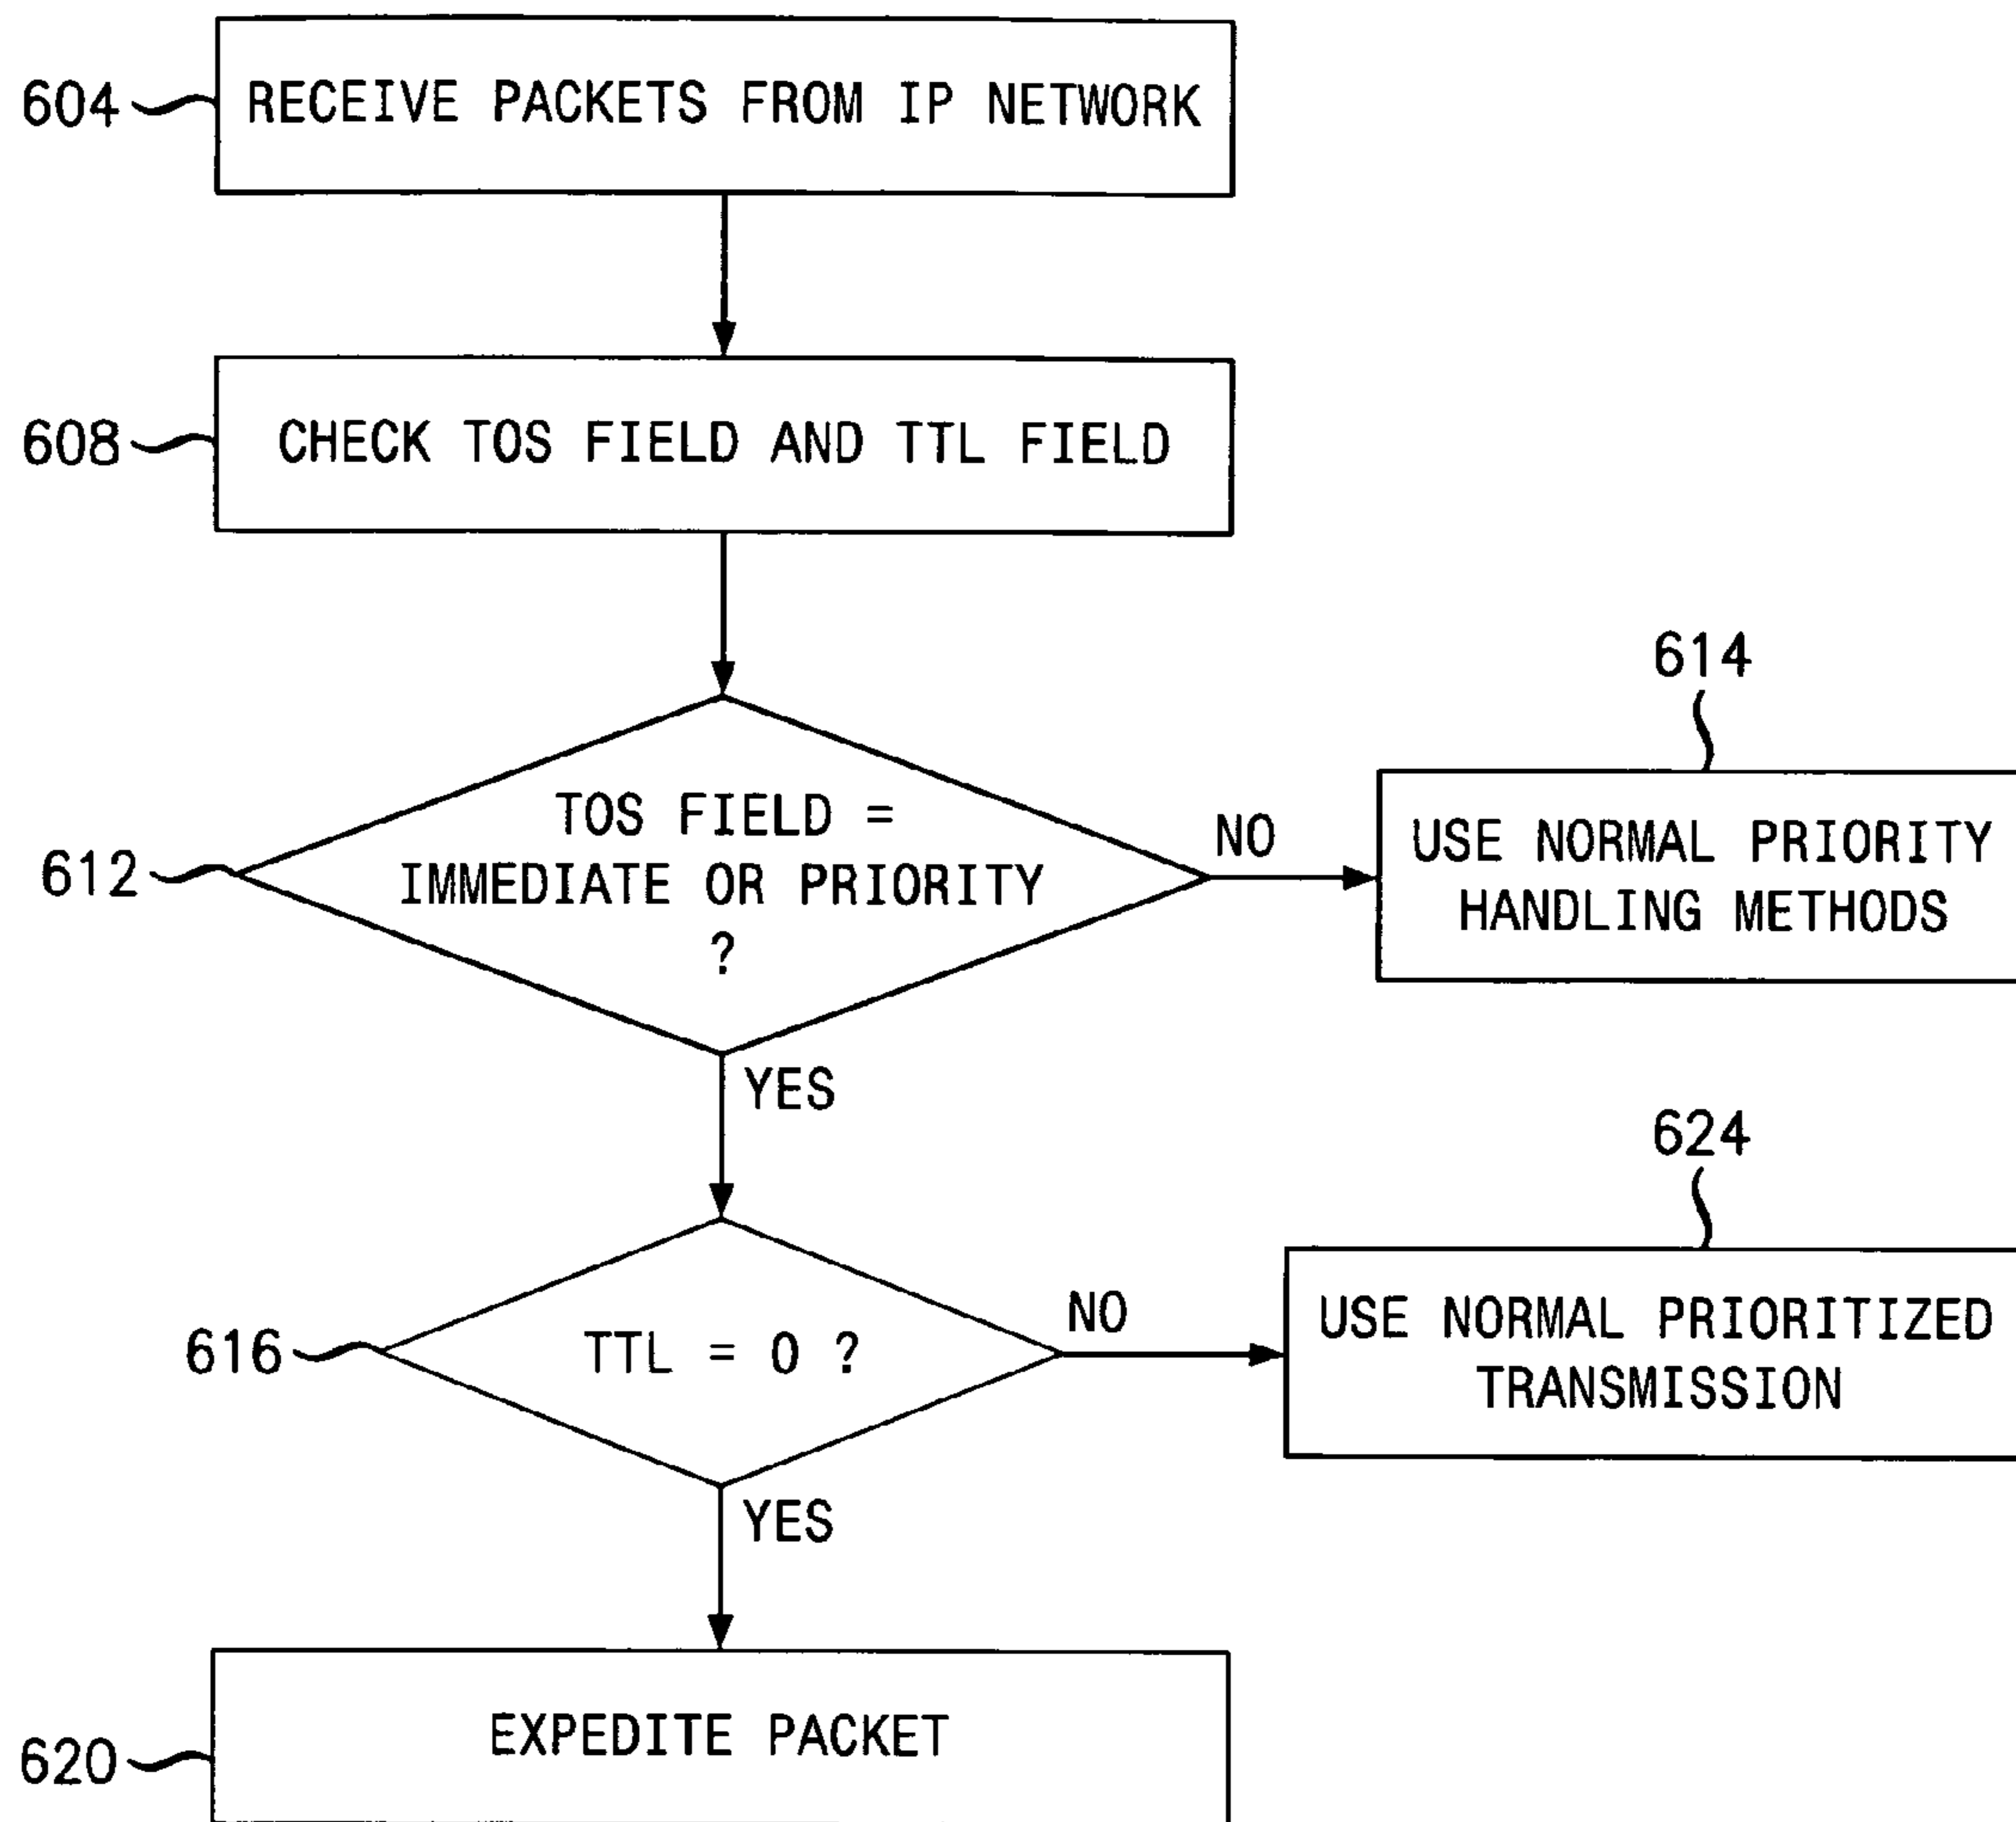 604
RECEIVE PACKETS FROM IP NETWORK
608
CHECK TOS FIELD AND TTL FIELD
612
TOS FIELD =
IMMEDIATE OR PRIORITY
?
NO
614
USE NORMAL PRIORITY
HANDLING METHODS
YES
616
TTL = 0 ?
NO
624
USE NORMAL PRIORITIZED
TRANSMISSION
YES
620
EXPEDITE PACKET